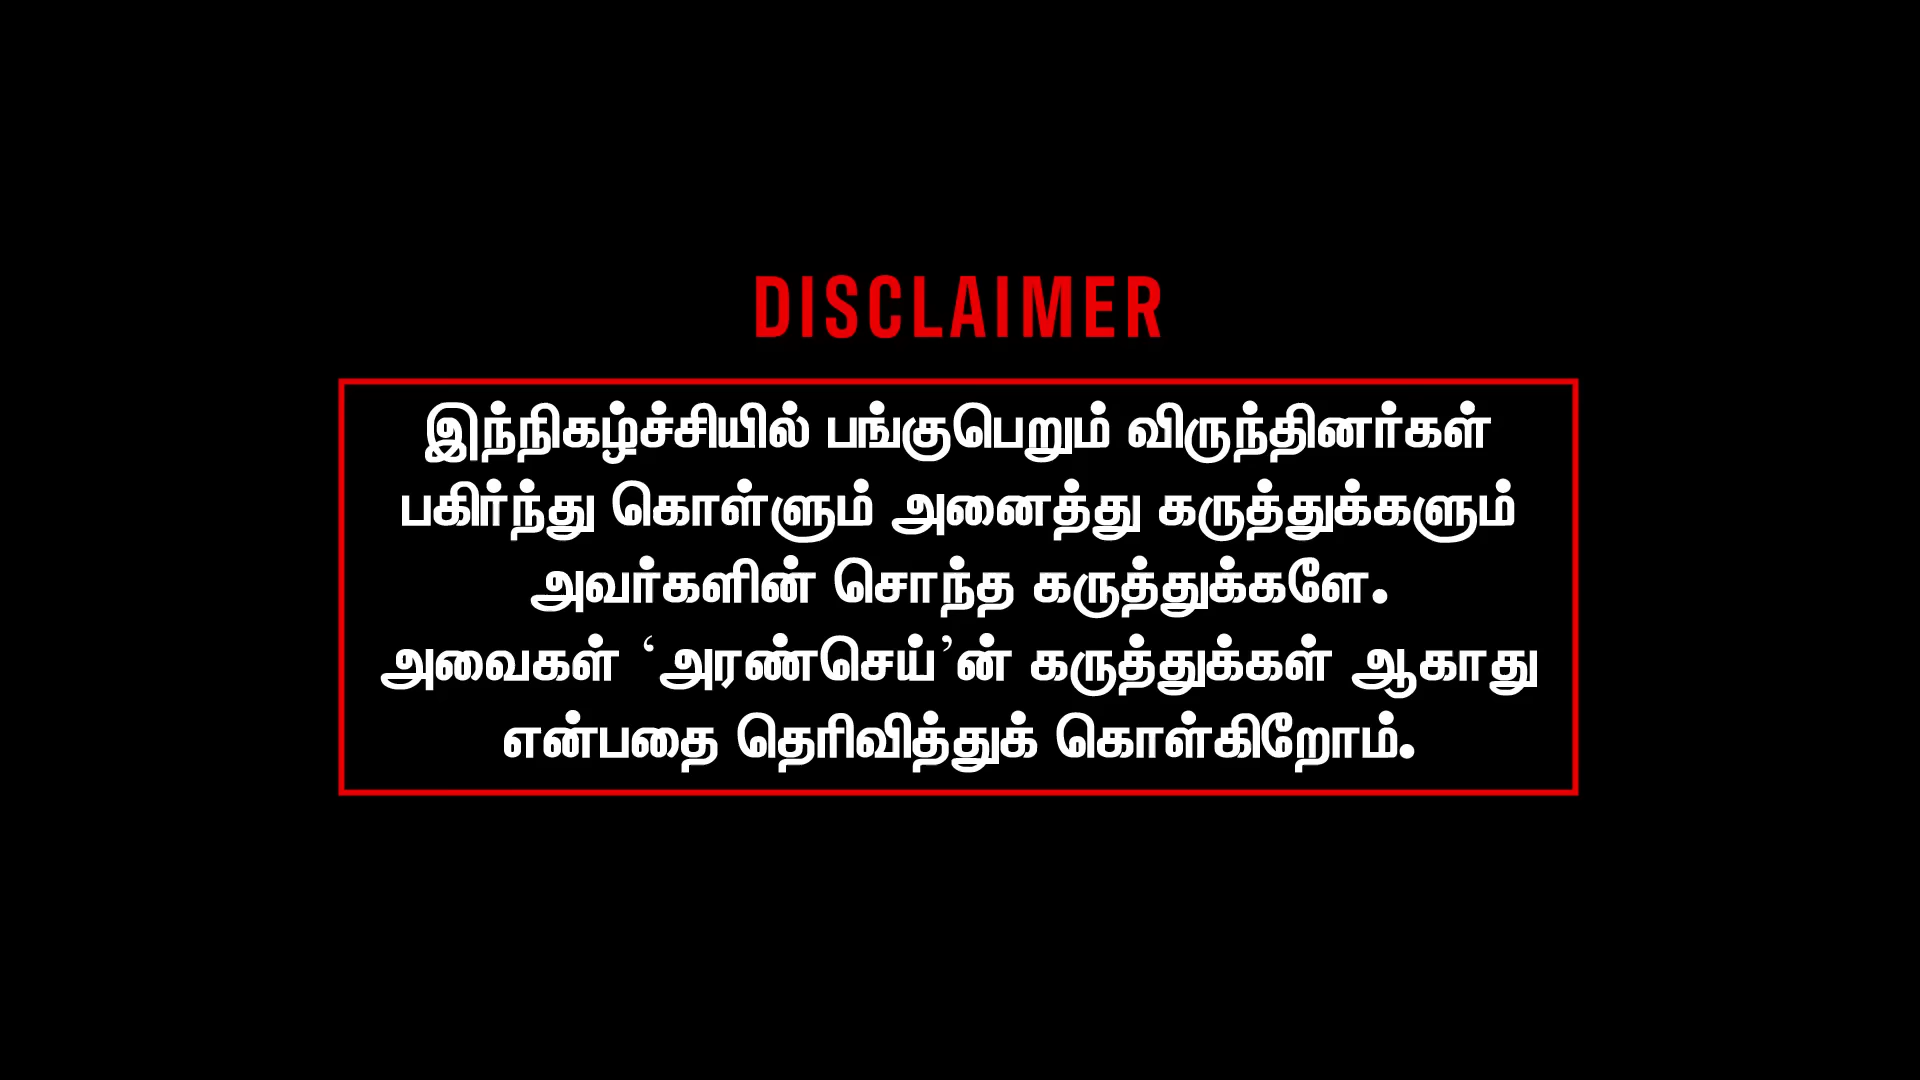 DISCLAIMER
இந்நிகழ்ச்சியில் பங்குபெறும் விருந்தினர்கள்
பகிர்ந்து கொள்ளும் அனைத்து கருத்துக்களும்
அவர்களின் சொந்த கருத்துக்களே.
அவைகள் ‘அரண்செய்’ன் கருத்துக்கள் ஆகாது
என்பதை தெரிவித்துக் கொள்கிறோம்.